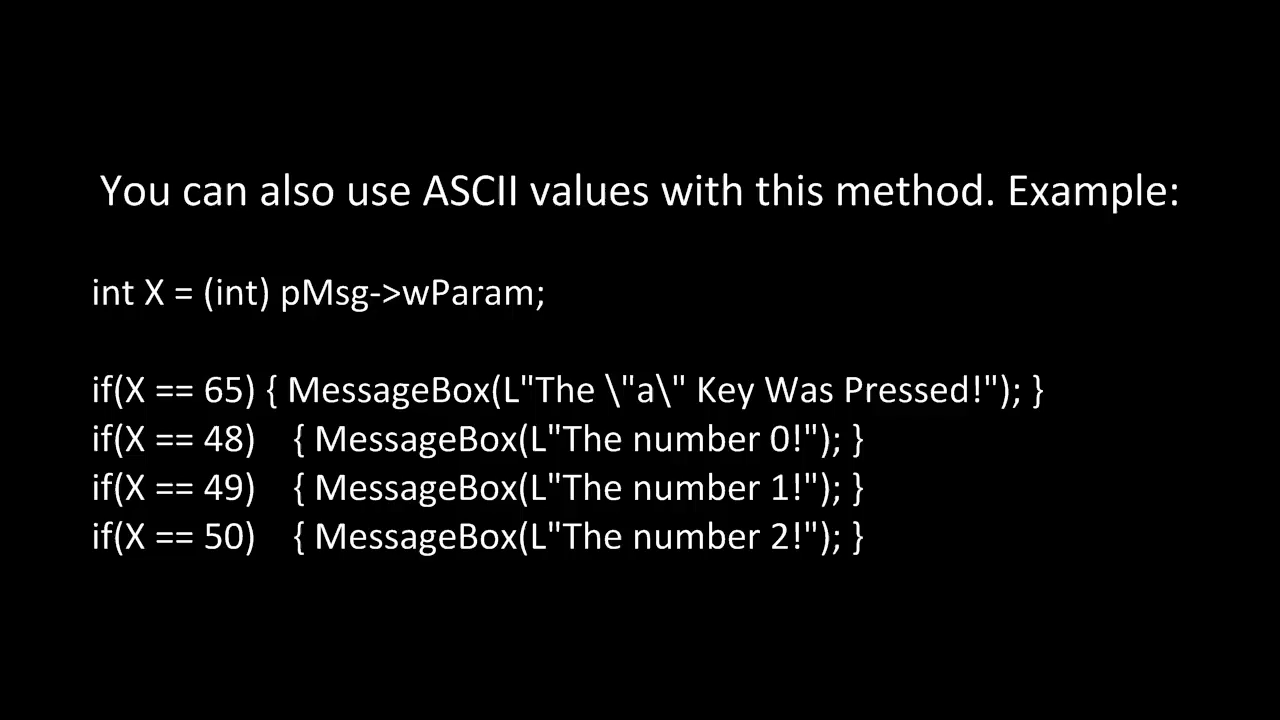 You can also use ASCII values with this method. Example:
int X = (int) pMsg->wParam;
if(X == 65) { MessageBox(L"The \"a\" Key Was Pressed!"); }
if(X == 48) { MessageBox(L"The number 0!"); }
if(X == 49) { MessageBox(L"The number 1!"); }
if(X == 50) { MessageBox(L"The number 2!"); }